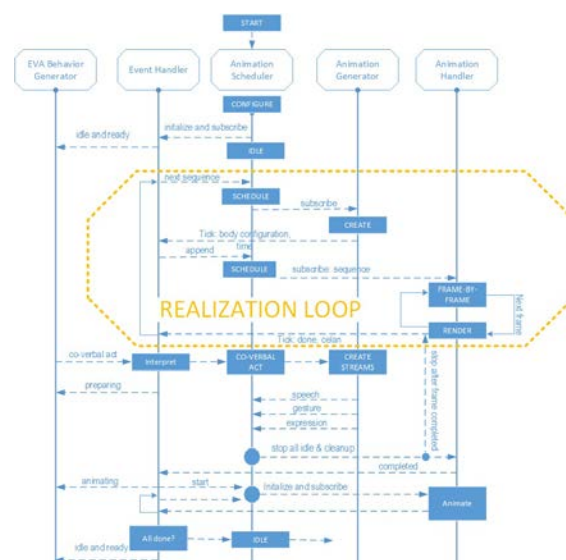 START
EVA Behavior
Generator
Event Handler
Animation
Scheduler
Animation
Generator
Animation
Handler
CONFIGURE
initalize and subscribe
idle and ready
IDLE
next sequence
SCHEDULE
subscribe
CREATE
Tick: body configuration,
time
append
SCHEDULE
subscribe: sequence
FRAME-BY-
FRAME
Next frame
REALIZATION LOOP
RENDER
Tick: done, celan
co-verbal act
Interpret
CO-VERBAL
ACT
CREATE
STREAMS
stop after frame completed
preparing
speech
gesture
expression
stop all idle & cleanup
completed
animating
start
Initalize and subscribe
Animate
All done?
IDLE
idle and ready